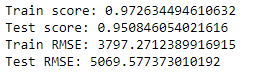 Train score: 0.972634494610632
Test score: 0.950846054021616
Train RMSE: 3797.2712389916915
Test RMSE: 5069.577373010192